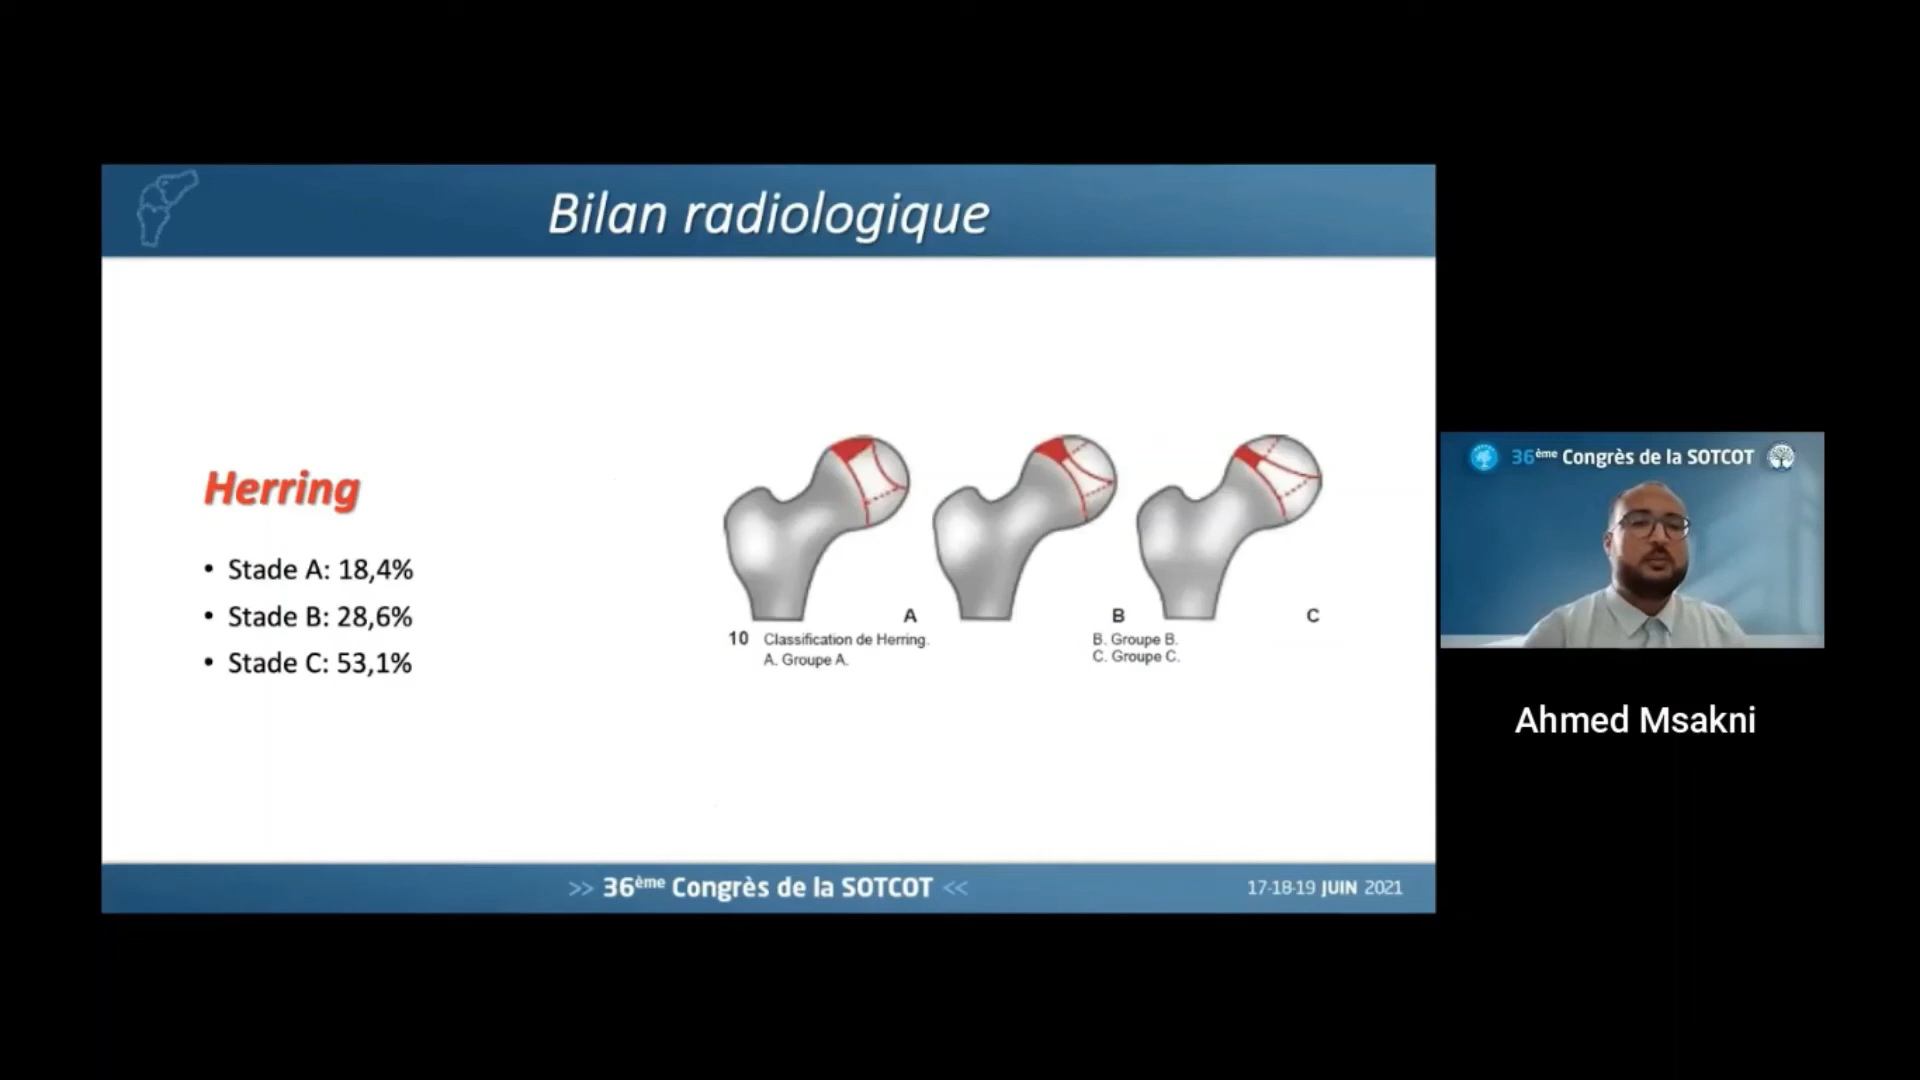 Bilan radiologique
Herring
• Stade A: 18,4%
• Stade B: 28,6%
• Stade C: 53,1%
A
B
C
10 Classification de Herring.
A. Groupe A.
B. Groupe B.
C. Groupe C.
>> 36ème Congrès de la SOTCOT <<
17-18-19 JUIN 2021
36ème Congrès de la SOTCOT
Ahmed Msakni